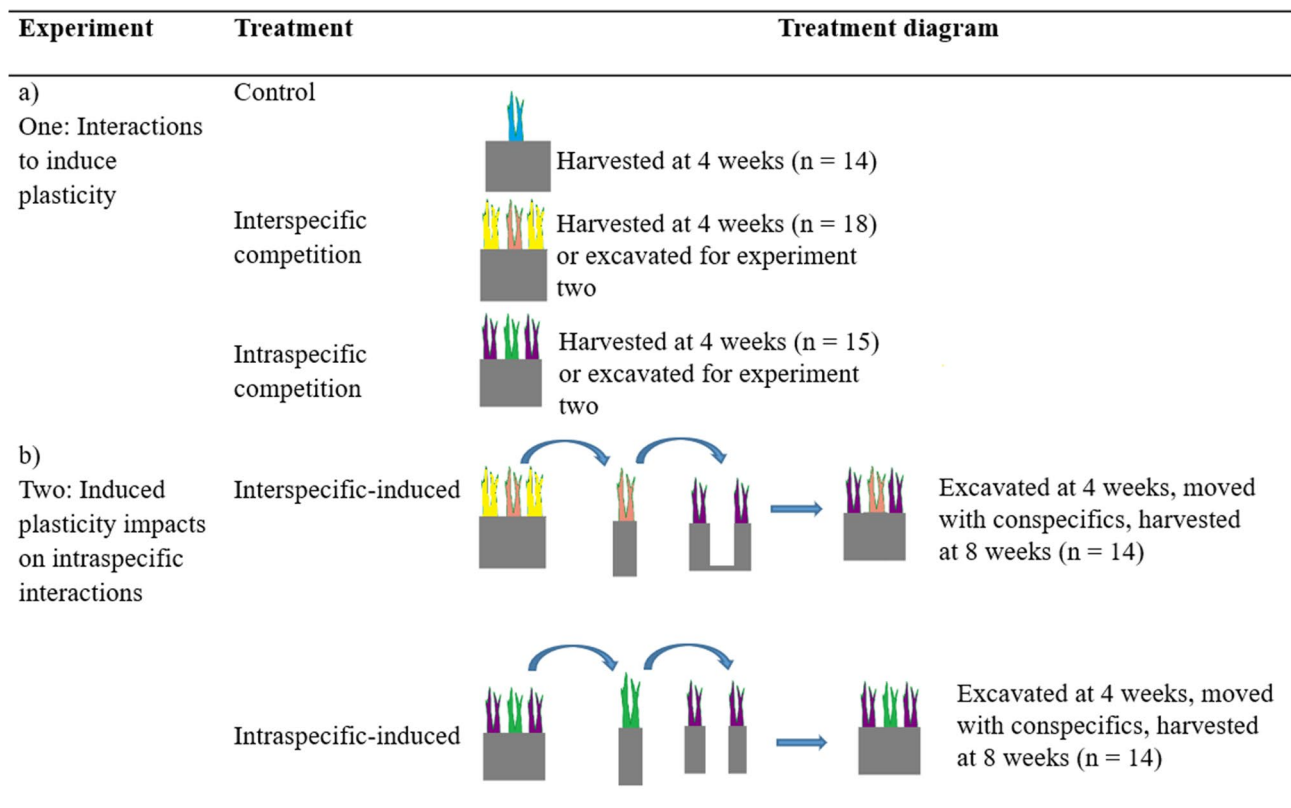 Experiment Treatment Treatment diagram
a)
One: Interactions
to induce
plasticity
Control
Harvested at 4 weeks (n = 14)
Interspecific
competition
Harvested at 4 weeks (n = 18)
or excavated for experiment
two
Intraspecific
competition
Harvested at 4 weeks (n = 15)
or excavated for experiment
two
b)
Two: Induced
plasticity impacts
on intraspecific
interactions
Interspecific-induced
Excavated at 4 weeks, moved
with conspecifics, harvested
at 8 weeks (n = 14)
Intraspecific-induced
Excavated at 4 weeks, moved
with conspecifics, harvested
at 8 weeks (n = 14)